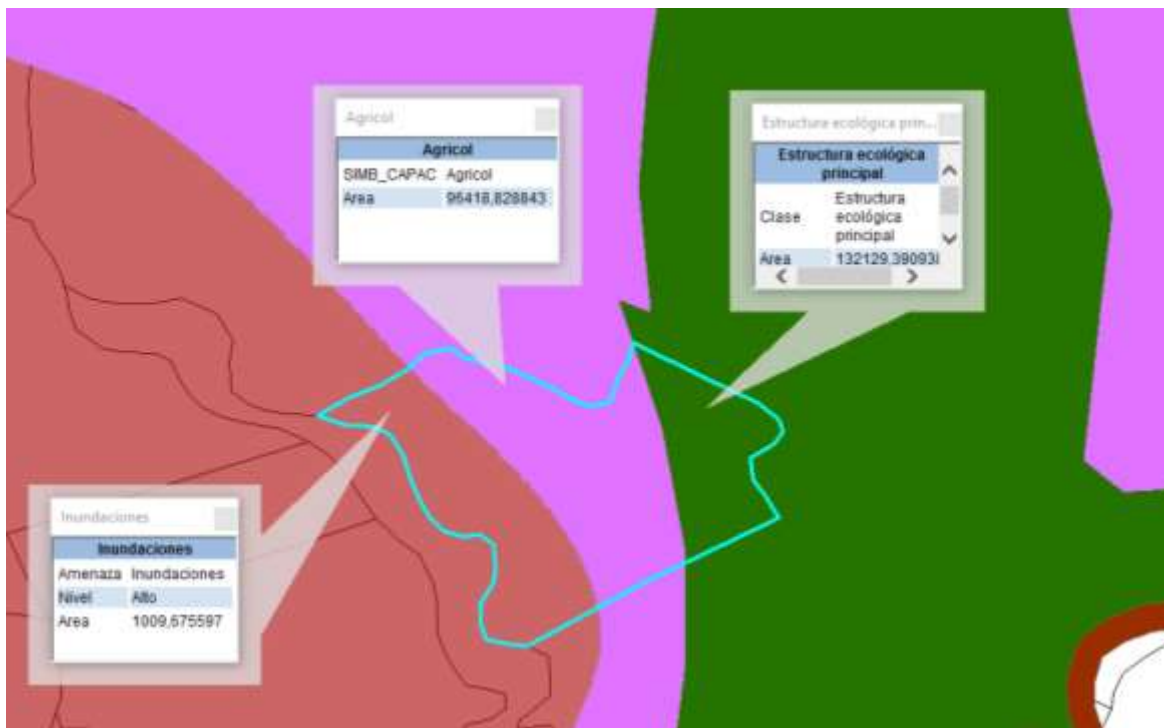 Agricol
Agricol
SIMB_CAPAC Agricol
Area 96418,828843
Estructura ecológica prin...
Estructura ecológica
principal
Clase Estructura
ecológica
principal
Area 132129,390938
Inundaciones
Inundaciones
Amenaza Inundaciones
Nivel Alto
Area 1009,675597